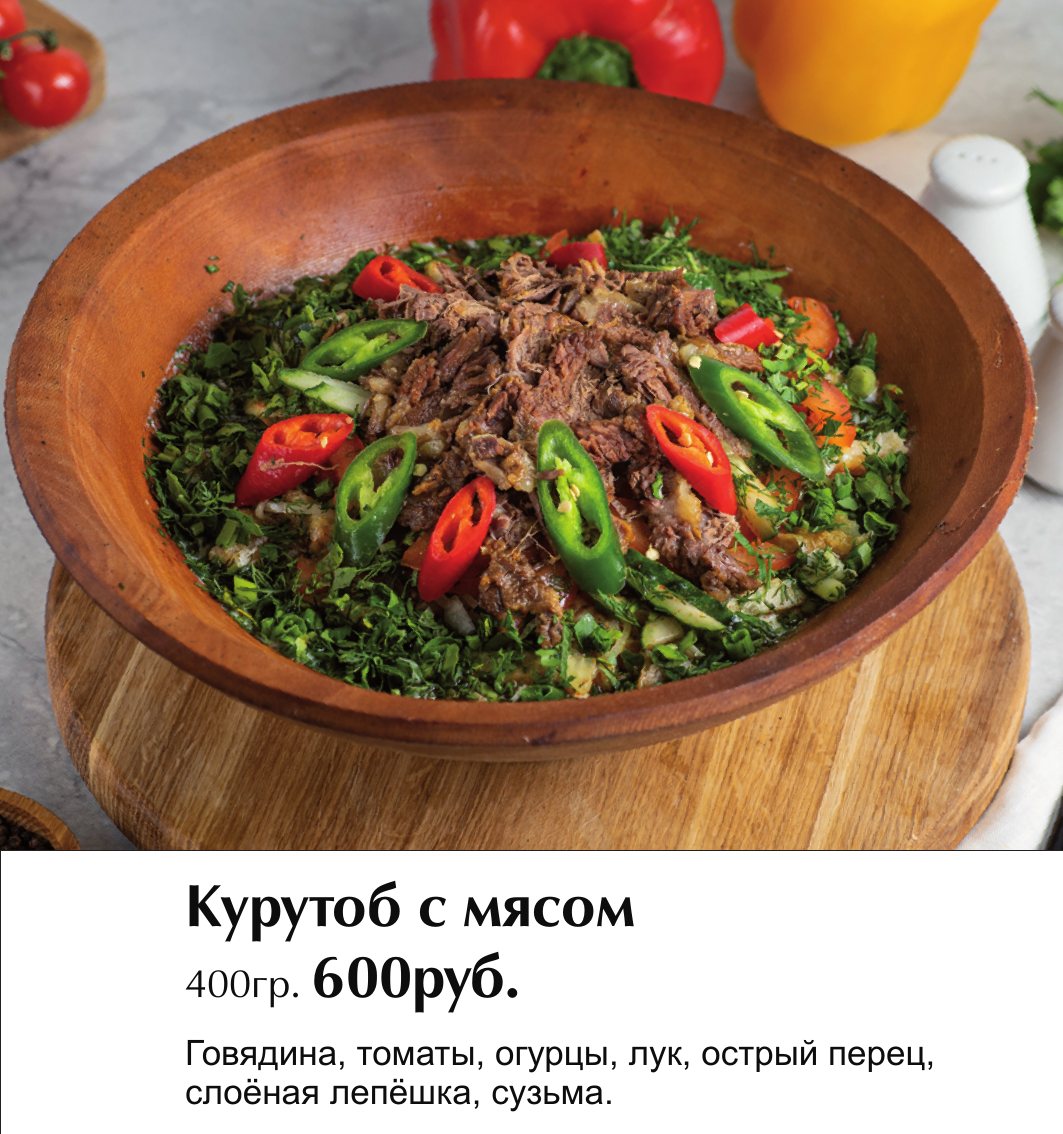 Курутоб с мясом
400гр. 600руб.
Говядина, томаты, огурцы, лук, острый перец,
слоёная лепёшка, сузьма.